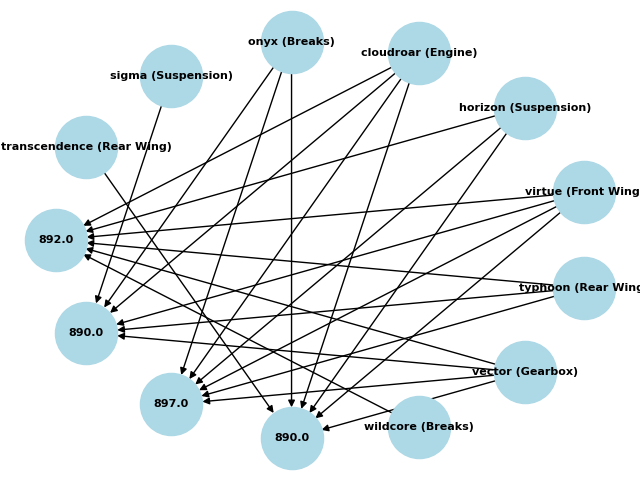 onyx (Breaks)
cloudroar (Engine)
sigma (Suspension)
horizon (Suspension)
transcendence (Rear Wing)
virtue (Front Wing
892.0
typhoon (Rear Wing
890.0
vector (Gearbox)
897.0
wildcore (Breaks)
890.0